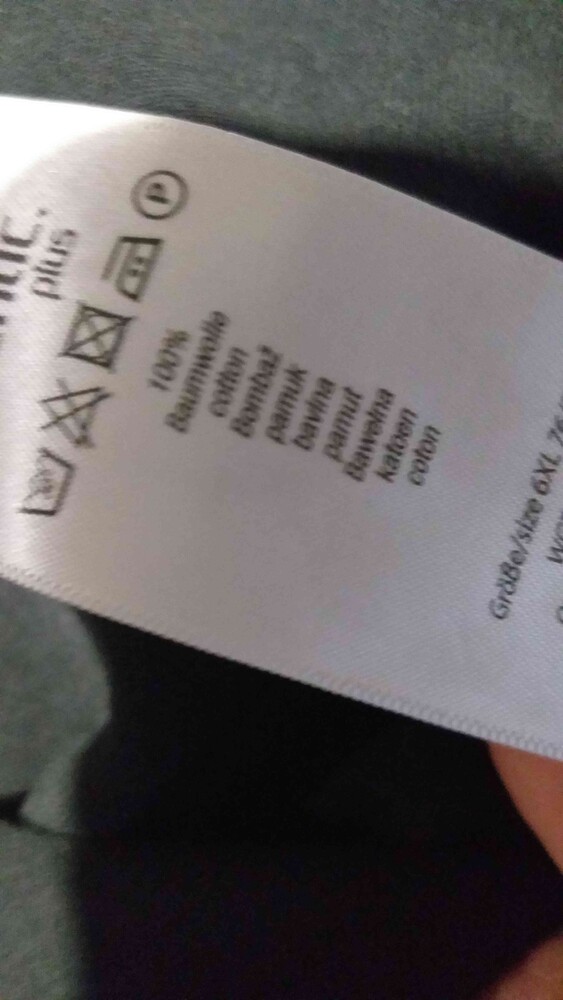 plus
P
100%
Baumwolle
cotton
Bombaž
pamuk
bavlna
pamut
Bawełna
katoen
coton
Größe/size 6XL